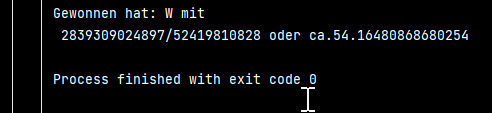 Gewonnen hat: W mit
2839309024897/52419810828 oder ca.54.16480868680254
Process finished with exit code 0